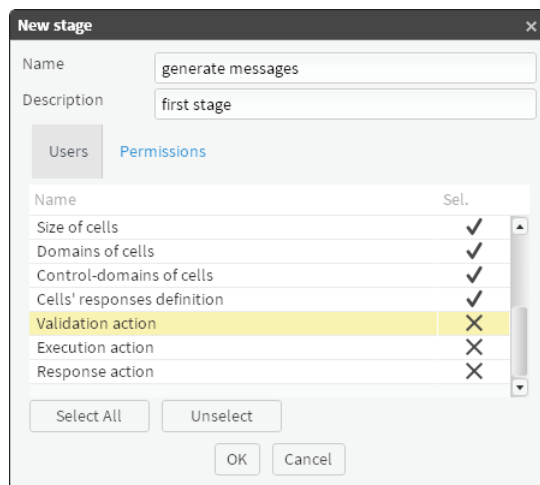 New stage
Name generate messages
Description first stage
Users Permissions
Name Sel.
Size of cells
Domains of cells
Control-domains of cells
Cells' responses definition
Validation action
Execution action
Response action
Select All Unselect
OK Cancel